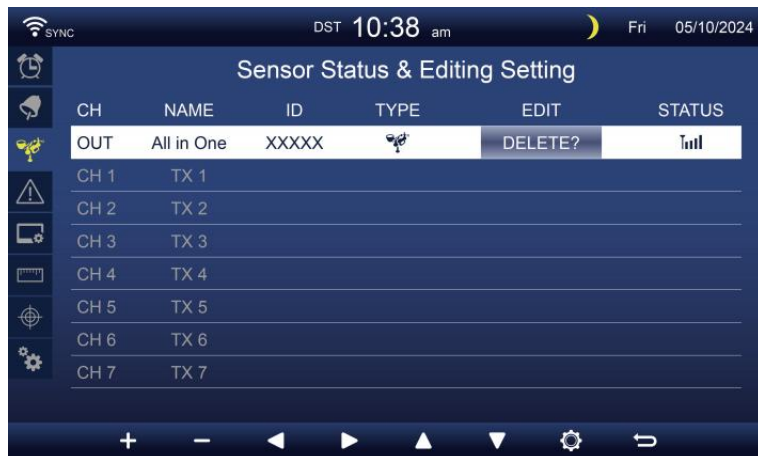 SYNC DST 10:38 am Fri 05/10/2024
Sensor Status & Editing Setting
CH NAME ID TYPE EDIT STATUS
OUT All in One XXXXX DELETE?
CH 1 TX 1
CH 2 TX 2
CH 3 TX 3
CH 4 TX 4
CH 5 TX 5
CH 6 TX 6
CH 7 TX 7